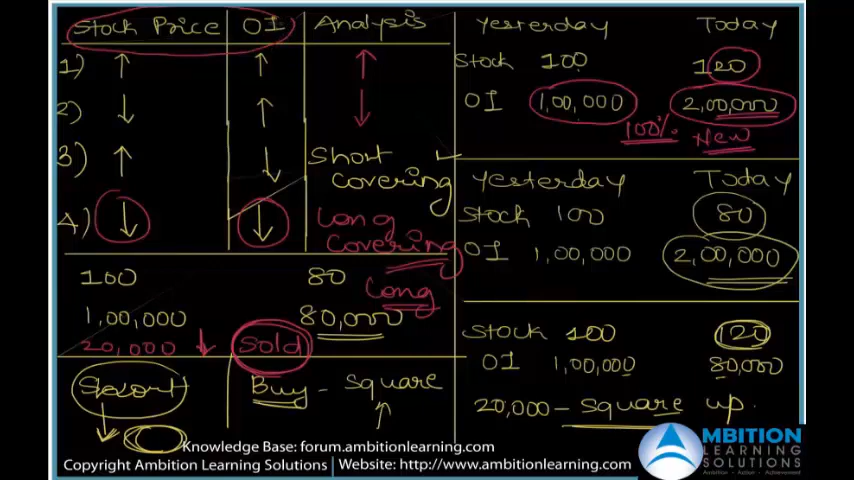 Stock Price OI Analysis
1) ↑ ↑ ↑
2) ↓ ↑ ↓
3) ↑ ↓ Short Covering
4) ↓ ↓ Long Covering
100 80
Long
1,00,000 80,000
20,000 ↓ Sold
Short Buy - Square ↑
Yesterday Today
Stock 100 120
OI 1,00,000 2,00,000
100% New
Yesterday Today
Stock 100 80
OI 1,00,000 2,00,000
Stock 100 120
OI 1,00,000 80,000
20,000 - Square up.
Knowledge Base: forum.ambitionlearning.com
Copyright Ambition Learning Solutions | Website: http://www.ambitionlearning.com
AMBITION
LEARNING
SOLUTIONS
Ambition - Action - Achievement